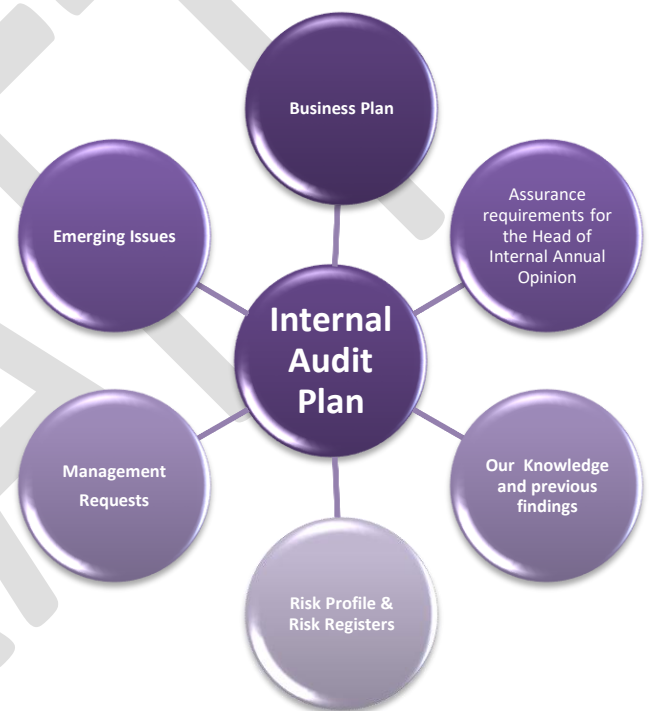 Business Plan
Emerging Issues
Assurance
requirements for
the Head of
Internal Annual
Opinion
Internal
Audit
Plan
Management
Requests
Our Knowledge
and previous
findings
Risk Profile &
Risk Registers